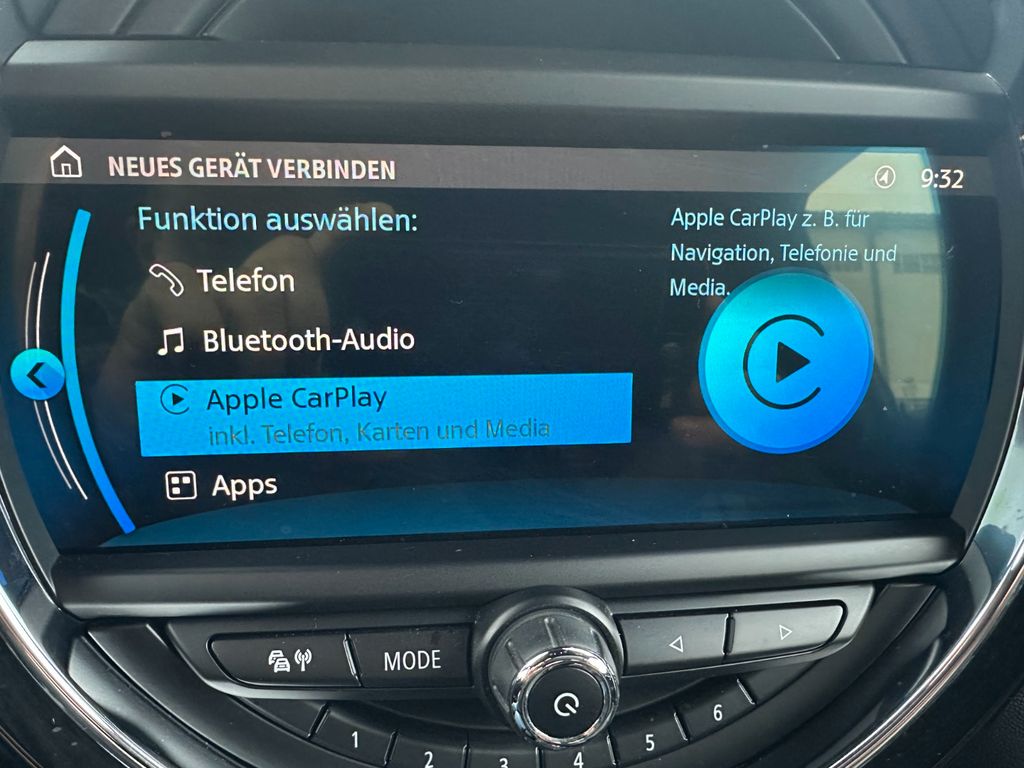 NEUES GERÄT VERBINDEN
9:32
Funktion auswählen:
Telefon
Bluetooth-Audio
Apple CarPlay
inkl. Telefon, Karten und Media
Apps
Apple CarPlay z. B. für
Navigation, Telefonie und
Media.
MODE
1
2
3
4
5
6